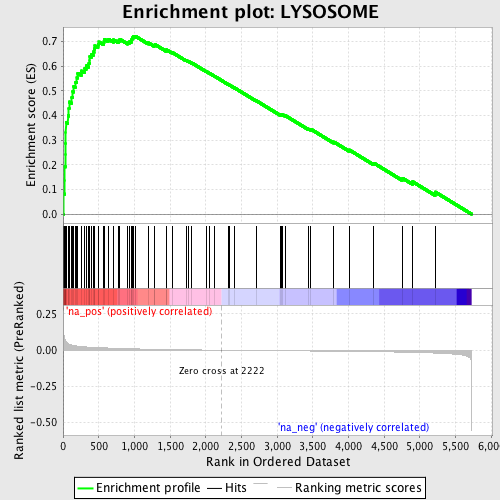 Enrichment plot: LYSOSOME
Enrichment score (ES)
0.7
0.6
0.5
0.4
0.3
0.2
0.1
0.0
'na_pos' (positively correlated)
Ranked list metric (PreRanked)
0.25
0.00
-0.25
-0.50
Zero cross at 2222
'na_neg' (negatively correlated)
0 500 1,000 1,500 2,000 2,500 3,000 3,500 4,000 4,500 5,000 5,500 6,000
Rank in Ordered Dataset
Enrichment profile Hits Ranking metric scores